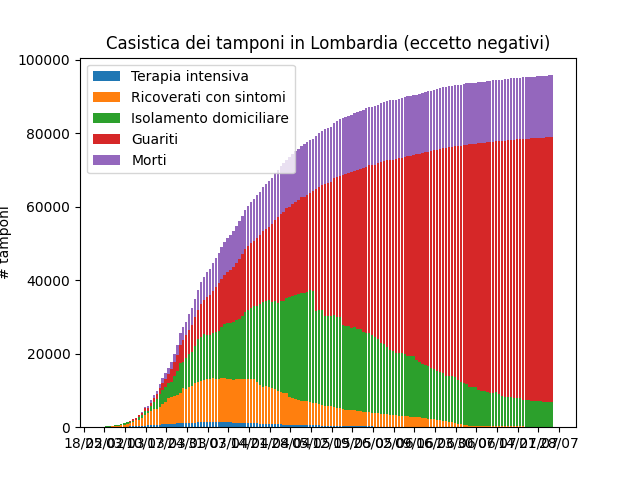 Casistica dei tamponi in Lombardia (eccetto negativi)
Terapia intensiva
Ricoverati con sintomi
Isolamento domiciliare
Guariti
Morti
# tamponi
100000
80000
60000
40000
20000
0